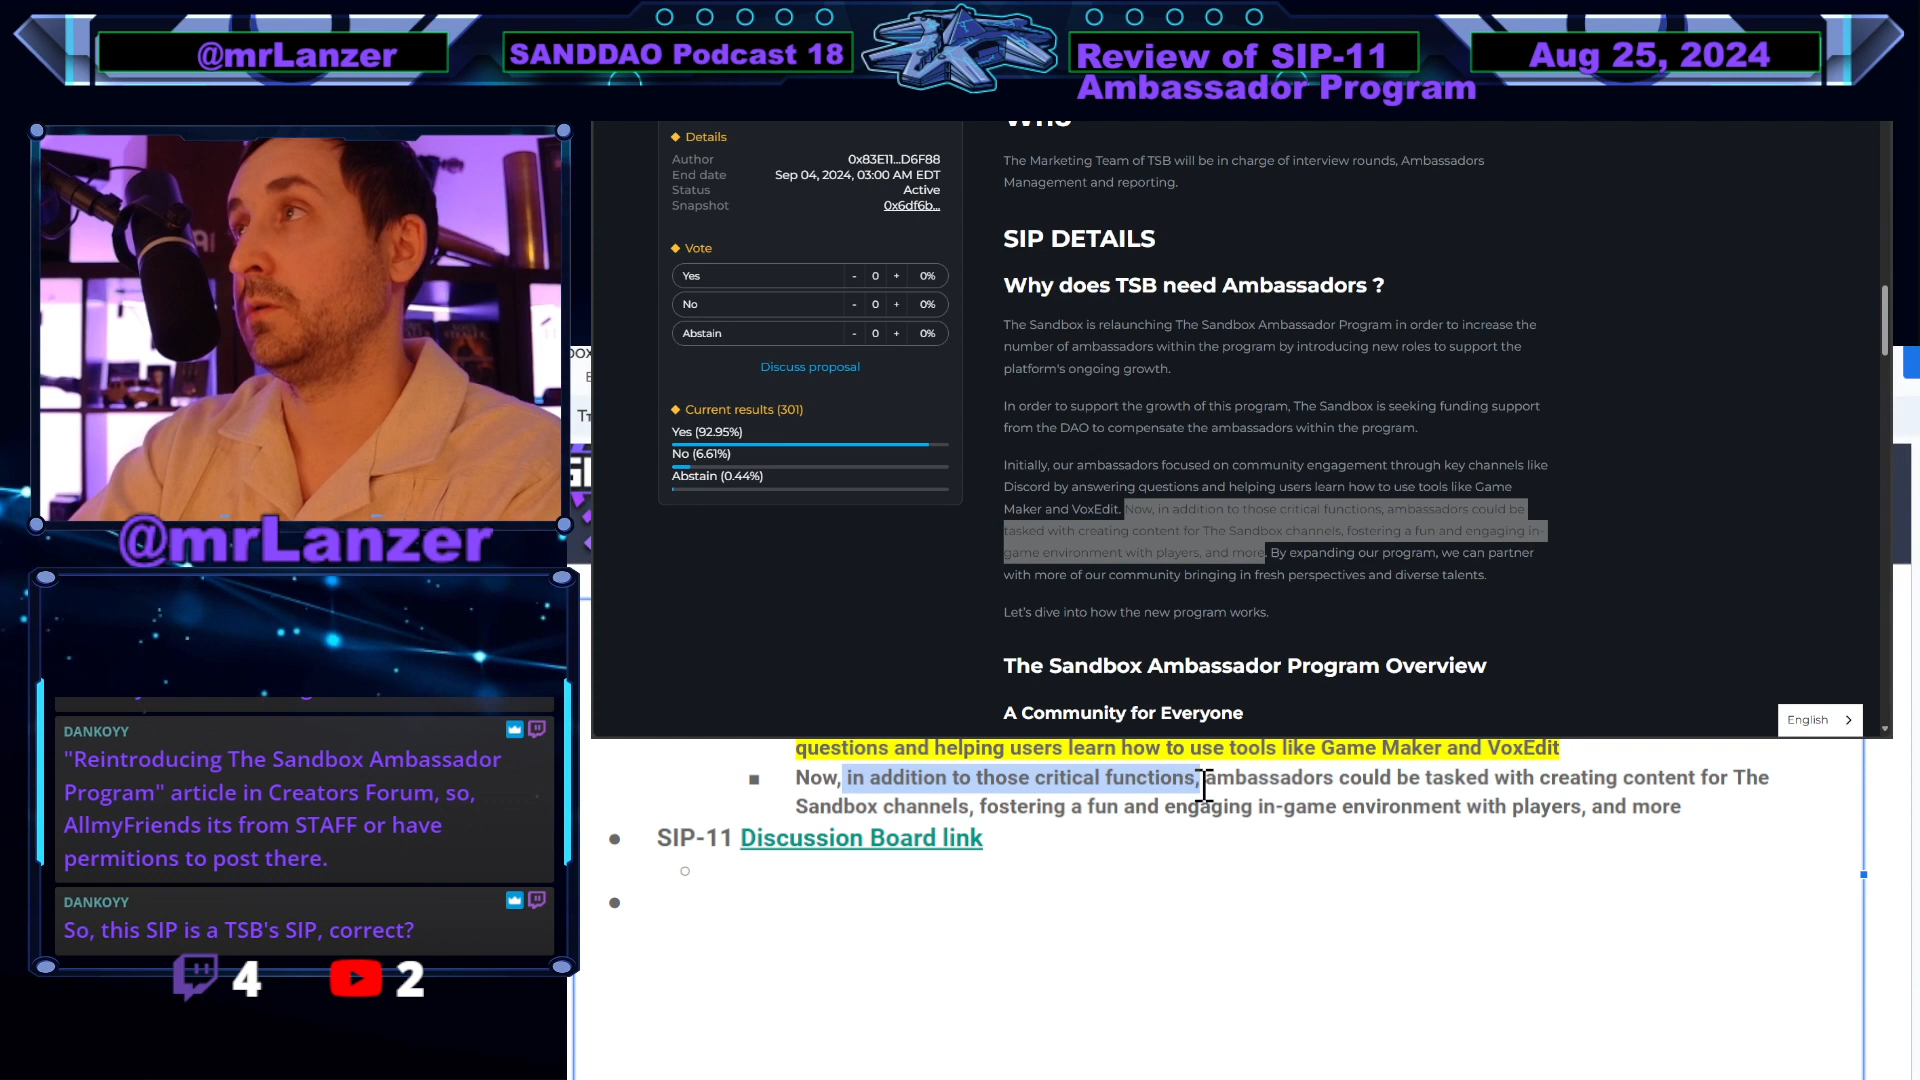 @mrLanzer
SANDDAO Podcast 18
Review of SIP-11
Ambassador Program
Aug 25, 2024
Details
Author 0x83E11...D6F88
End date Sep 04, 2024, 03:00 AM EDT
Status Active
Snapshot 0x6df6b...
Vote
Yes - 0 + 0%
No - 0 + 0%
Abstain - 0 + 0%
Discuss proposal
Current results (301)
Yes (92.95%)
No (6.61%)
Abstain (0.44%)
Who
The Marketing Team of TSB will be in charge of interview rounds, Ambassadors
Management and reporting.
SIP DETAILS
Why does TSB need Ambassadors ?
The Sandbox is relaunching The Sandbox Ambassador Program in order to increase the
number of ambassadors within the program by introducing new roles to support the
platform's ongoing growth.
In order to support the growth of this program, The Sandbox is seeking funding support
from the DAO to compensate the ambassadors within the program.
Initially, our ambassadors focused on community engagement through key channels like
Discord by answering questions and helping users learn how to use tools like Game
Maker and VoxEdit. Now, in addition to those critical functions, ambassadors could be
tasked with creating content for The Sandbox channels, fostering a fun and engaging in-
game environment with players, and more. By expanding our program, we can partner
with more of our community bringing in fresh perspectives and diverse talents.
Let's dive into how the new program works.
The Sandbox Ambassador Program Overview
A Community for Everyone
English
questions and helping users learn how to use tools like Game Maker and VoxEdit
Now, in addition to those critical functions, ambassadors could be tasked with creating content for The
Sandbox channels, fostering a fun and engaging in-game environment with players, and more
SIP-11 Discussion Board link
@mrLanzer
DANKOYY
"Reintroducing The Sandbox Ambassador
Program" article in Creators Forum, so,
AllmyFriends its from STAFF or have
permitions to post there.
DANKOYY
So, this SIP is a TSB's SIP, correct?
4
2